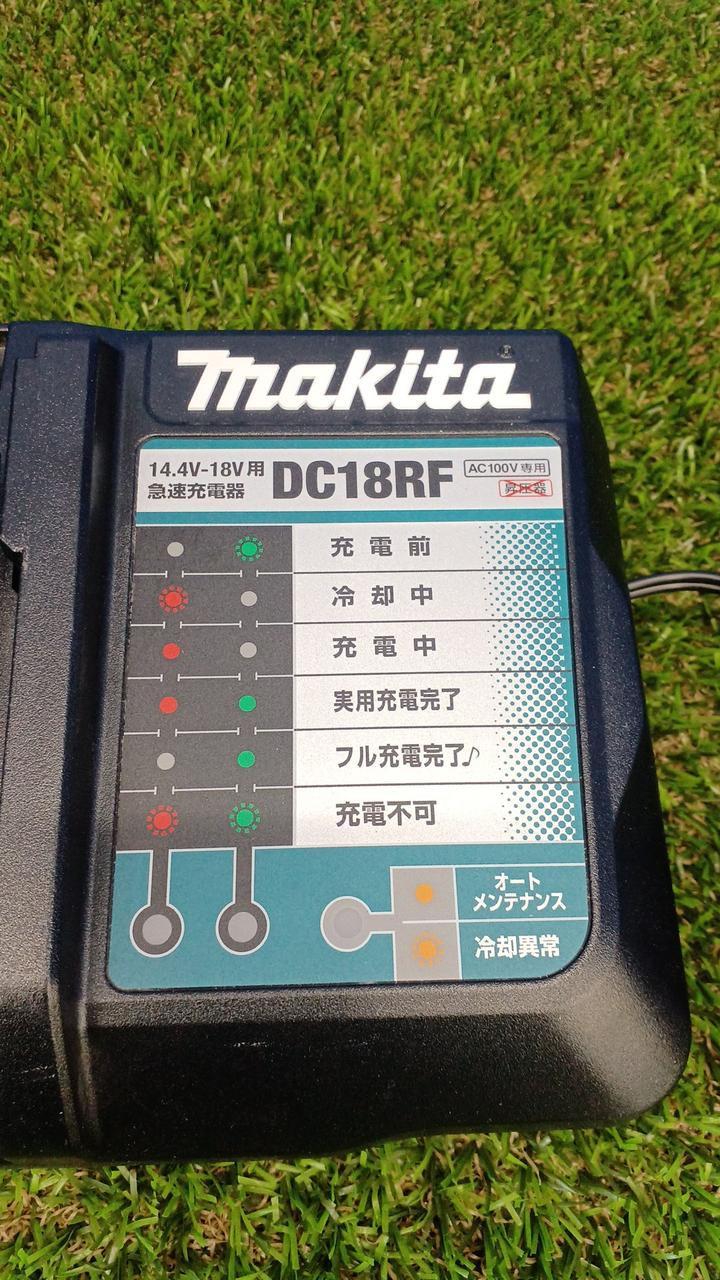 makita
14.4V-18V用
急速充電器
DC18RF
AC100V専用
昇圧器
充電前
冷却中
充電中
実用充電完了
フル充電完了♪
充電不可
オート
メンテナンス
冷却異常